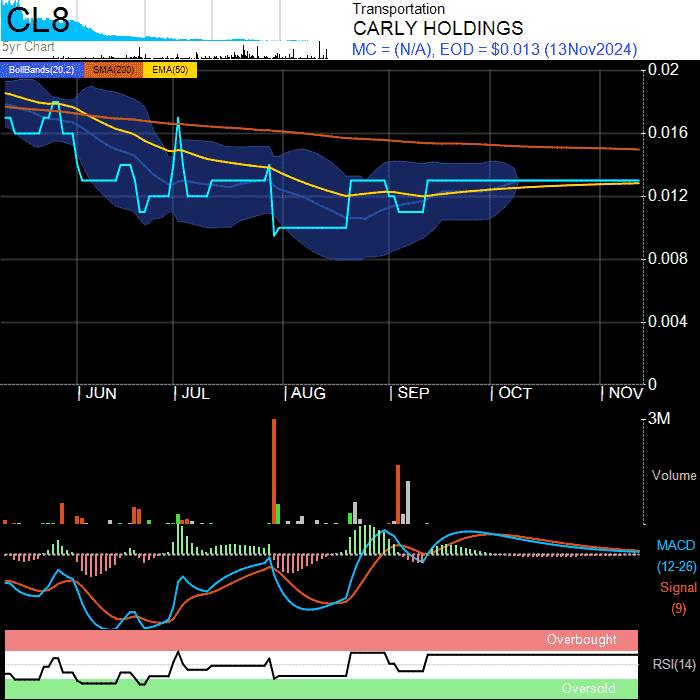 CL8
5yr Chart
Transportation
CARLY HOLDINGS
MC = (N/A), EOD = $0.013 (13Nov2024)
BollBands(20,2) SMA(200) EMA(50)
0.02
0.016
0.012
0.008
0.004
0
| JUN | JUL | AUG | SEP | OCT | NOV
3M
Volume
MACD
(12-26)
Signal
(9)
Overbought
RSI(14)
Oversold